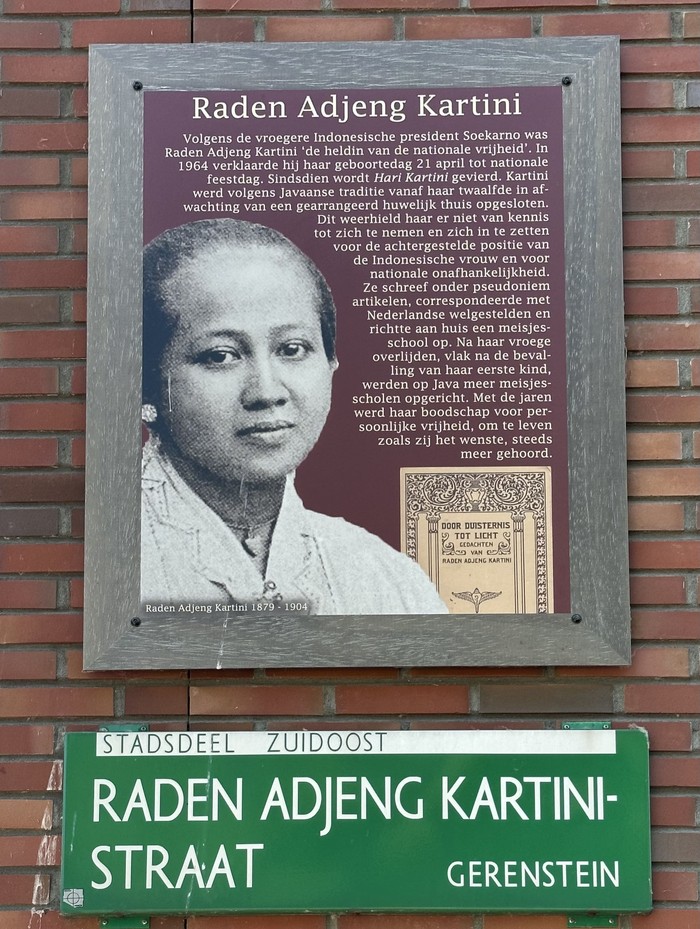 Raden Adjeng Kartini
Volgens de vroegere Indonesische president Soekarno was
Raden Adjeng Kartini ‘de heldin van de nationale vrijheid’. In
1964 verklaarde hij haar geboortedag 21 april tot nationale
feestdag. Sindsdien wordt Hari Kartini gevierd. Kartini
werd volgens Javaanse traditie vanaf haar twaalfde in af-
wachting van een gearrangeerd huwelijk thuis opgesloten.
Dit weerhield haar er niet van kennis
tot zich te nemen en zich in te zetten
voor de achtergestelde positie van
de Indonesische vrouw en voor
nationale onafhankelijkheid.
Ze schreef onder pseudoniem
artikelen, correspondeerde met
Nederlandse welgestelden en
richtte aan huis een meisjes-
school op. Na haar vroege
overlijden, vlak na de beval-
ling van haar eerste kind,
werden op Java meer meisjes-
scholen opgericht. Met de jaren
werd haar boodschap voor per-
soonlijke vrijheid, om te leven
zoals zij het wenste, steeds
meer gehoord.
DOOR DUISTERNIS
TOT LICHT
GEDACHTEN
VAN
RADEN ADJENG KARTINI
Raden Adjeng Kartini 1879 - 1904
STADSDEEL ZUIDOOST
RADEN ADJENG KARTINI-
STRAAT GERENSTEIN